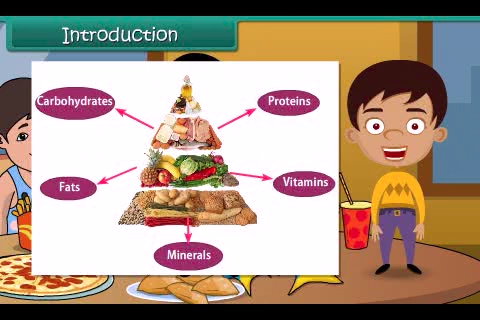 Introduction
Carbohydrates
Proteins
Fats
Vitamins
Minerals